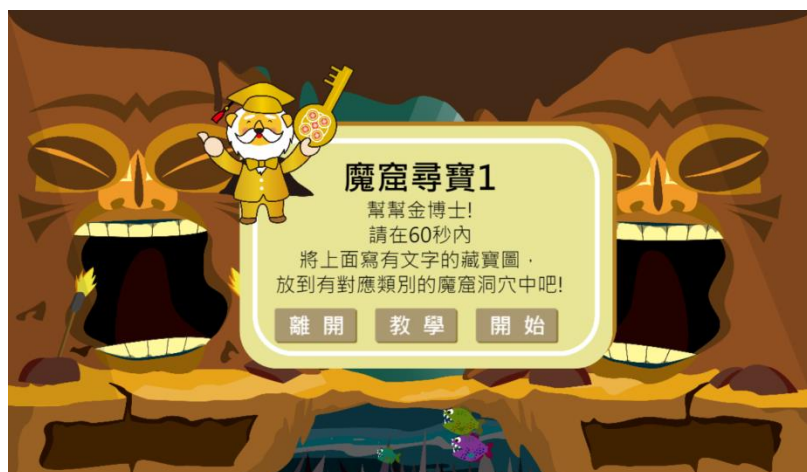 魔窟尋寶1
幫幫金博士!
請在60秒內
將上面寫有文字的藏寶圖，
放到有對應類別的魔窟洞穴中吧!
離開 教學 開始